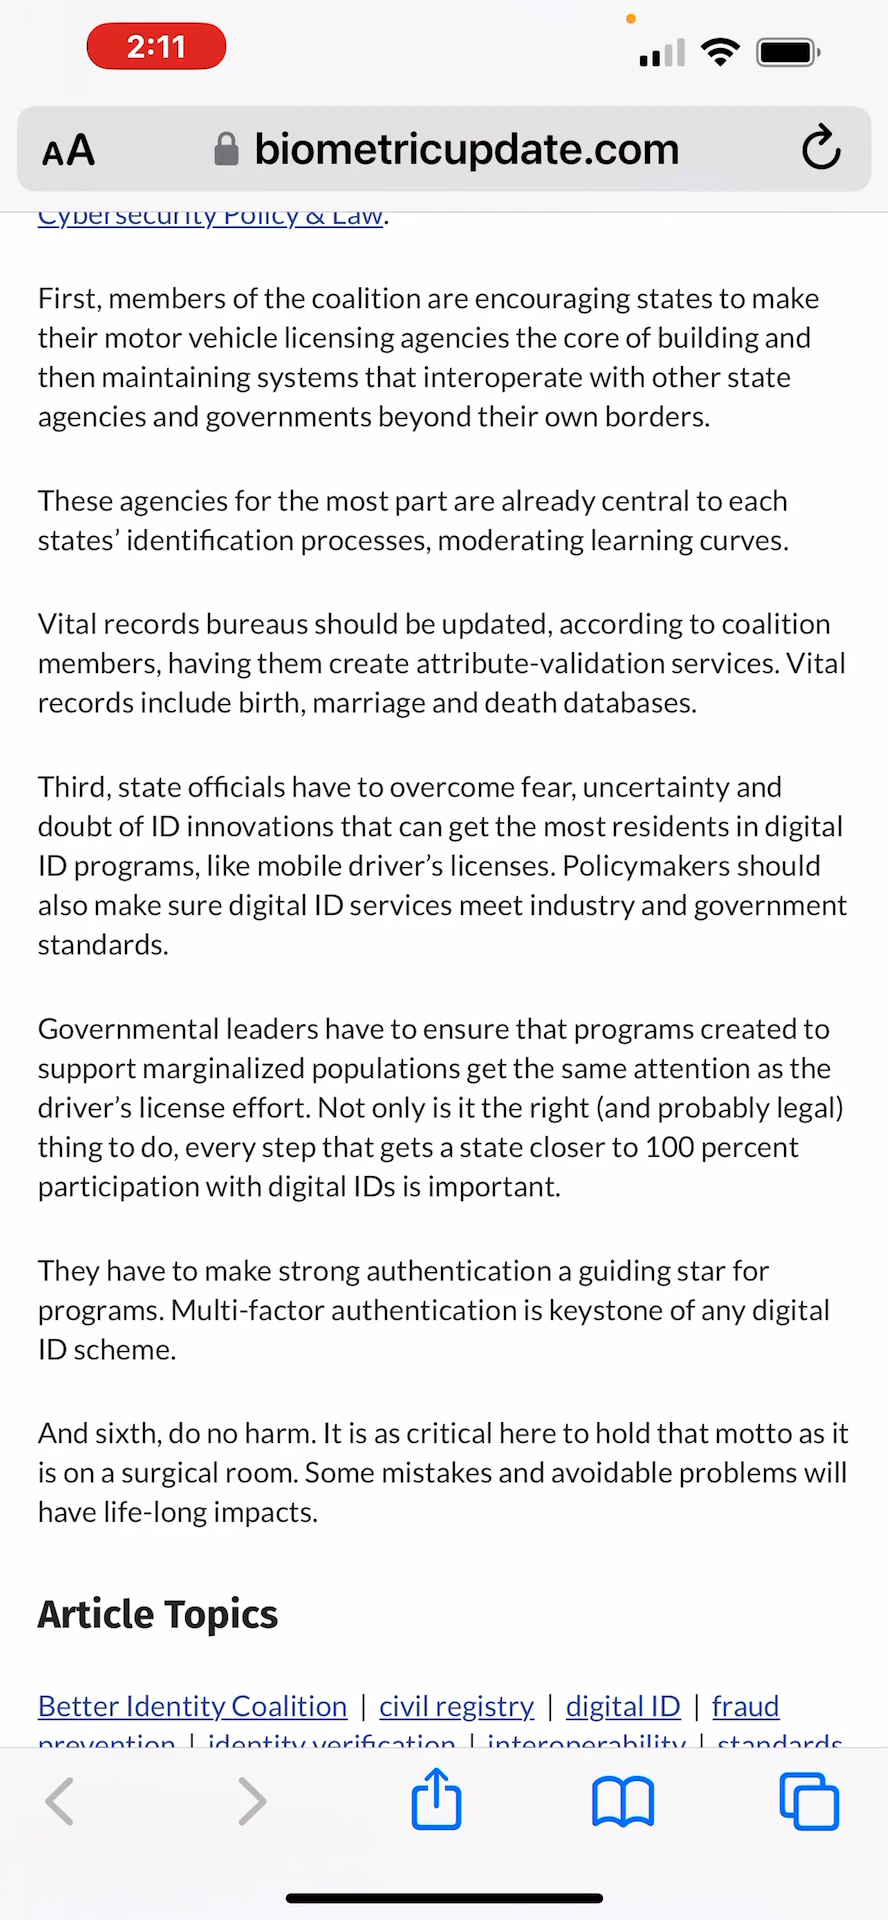 2:11
AA biometricupdate.com
Cybersecurity Policy & Law.
First, members of the coalition are encouraging states to make
their motor vehicle licensing agencies the core of building and
then maintaining systems that interoperate with other state
agencies and governments beyond their own borders.
These agencies for the most part are already central to each
states’ identification processes, moderating learning curves.
Vital records bureaus should be updated, according to coalition
members, having them create attribute-validation services. Vital
records include birth, marriage and death databases.
Third, state officials have to overcome fear, uncertainty and
doubt of ID innovations that can get the most residents in digital
ID programs, like mobile driver’s licenses. Policymakers should
also make sure digital ID services meet industry and government
standards.
Governmental leaders have to ensure that programs created to
support marginalized populations get the same attention as the
driver’s license effort. Not only is it the right (and probably legal)
thing to do, every step that gets a state closer to 100 percent
participation with digital IDs is important.
They have to make strong authentication a guiding star for
programs. Multi-factor authentication is keystone of any digital
ID scheme.
And sixth, do no harm. It is as critical here to hold that motto as it
is on a surgical room. Some mistakes and avoidable problems will
have life-long impacts.
Article Topics
Better Identity Coalition | civil registry | digital ID | fraud
prevention | identity verification | interoperability | standards